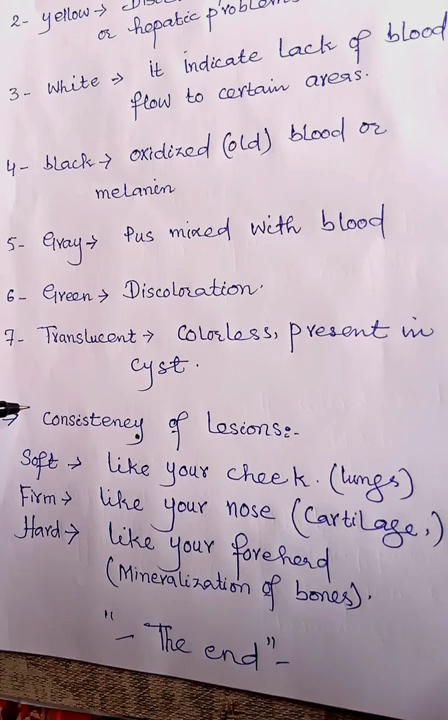 2- Yellow →
or hepatic problems
3- White → it indicate lack of blood
flow to certain areas.
4- black → oxidized (old) blood or
melanin
5- Gray → Pus mixed with blood
6- Green → Discoloration.
7- Translucent → Colorless, present in
cyst.
→ Consistency of Lesions:-
Soft → like your cheek. (lungs)
Firm → like your nose (Cartilage,)
Hard → like your forehead
(Mineralization of bones).
"- The end"-